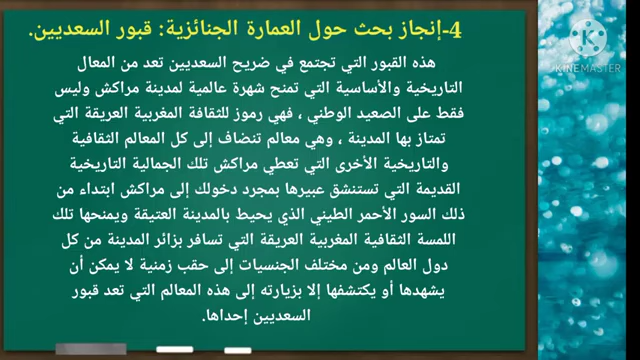 4-إنجاز بحث حول العمارة الجنائزية: قبور السعديين.
هذه القبور التي تجتمع في ضريح السعديين تعد من المعال
التاريخية والأساسية التي تمنح شهرة عالمية لمدينة مراكش وليس
فقط على الصعيد الوطني ، فهي رموز للثقافة المغربية العريقة التي
تمتاز بها المدينة ، وهي معالم تنضاف إلى كل المعالم الثقافية
والتاريخية الأخرى التي تعطي مراكش تلك الجمالية التاريخية
القديمة التي تستنشق عبيرها بمجرد دخولك إلى مراكش ابتداء من
ذلك السور الأحمر الطيني الذي يحيط بالمدينة العتيقة ويمنحها تلك
اللمسة الثقافية المغربية العريقة التي تسافر بزائر المدينة من كل
دول العالم ومن مختلف الجنسيات إلى حقب زمنية لا يمكن أن
يشهدها أو يكتشفها إلا بزيارته إلى هذه المعالم التي تعد قبور
السعديين إحداها.
K
KINEMASTER